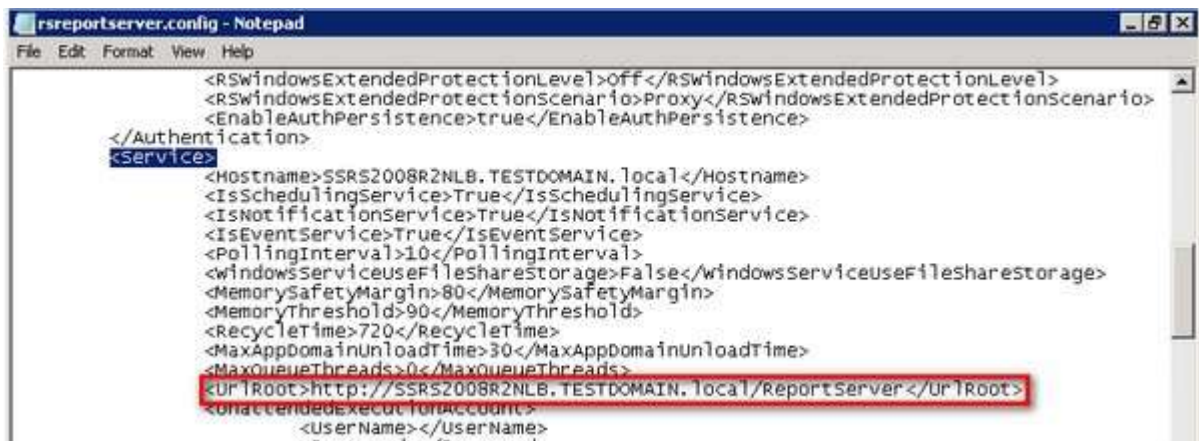 rsreportserver.config - Notepad
File Edit Format View Help
<RSWindowsExtendedProtectionLevel>Off</RSWindowsExtendedProtectionLevel>
<RSWindowsExtendedProtectionScenario>Proxy</RSWindowsExtendedProtectionScenario>
<EnableAuthPersistence>true</EnableAuthPersistence>
</Authentication>
<Service>
<Hostname>SSRS2008R2NLB.TESTDOMAIN.local</Hostname>
<IsSchedulingService>True</IsSchedulingService>
<IsNotificationService>True</IsNotificationService>
<IsEventService>True</IsEventService>
<PollingInterval>10</PollingInterval>
<WindowsServiceUseFileShareStorage>False</WindowsServiceUseFileShareStorage>
<MemorySafetyMargin>80</MemorySafetyMargin>
<MemoryThreshold>90</MemoryThreshold>
<RecycleTime>720</RecycleTime>
<MaxAppDomainUnloadTime>30</MaxAppDomainUnloadTime>
<MaxQueueThreads>0</MaxQueueThreads>
<UrlRoot>http://SSRS2008R2NLB.TESTDOMAIN.local/ReportServer</UrlRoot>
<UnattendedExecutionAccount>
<UserName></UserName>